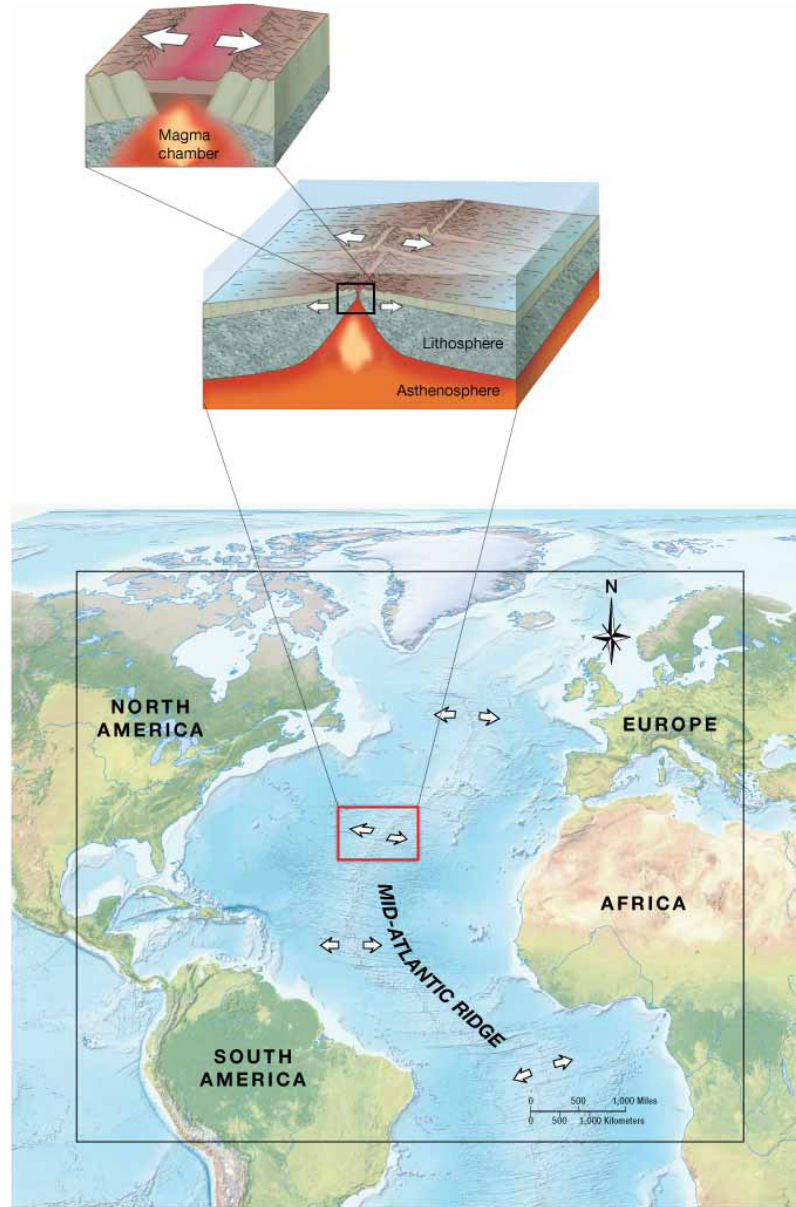 Magma
chamber
Lithosphere
Asthenosphere
N
NORTH
AMERICA
EUROPE
MID-ATLANTIC RIDGE
AFRICA
SOUTH
AMERICA
0 500 1,000 Miles
0 500 1,000 Kilometers